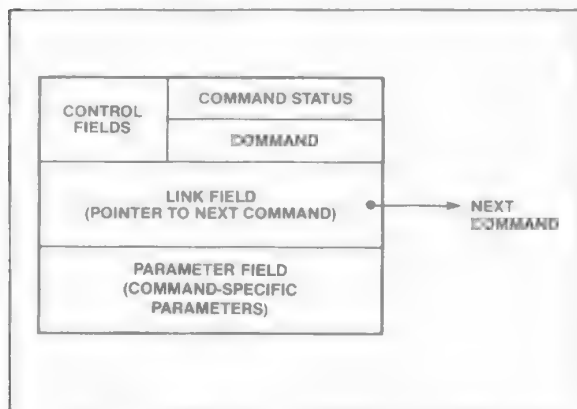 CONTROL
FIELDS
COMMAND STATUS
COMMAND
LINK FIELD
(POINTER TO NEXT COMMAND)
NEXT
COMMAND
PARAMETER FIELD
(COMMAND-SPECIFIC
PARAMETERS)